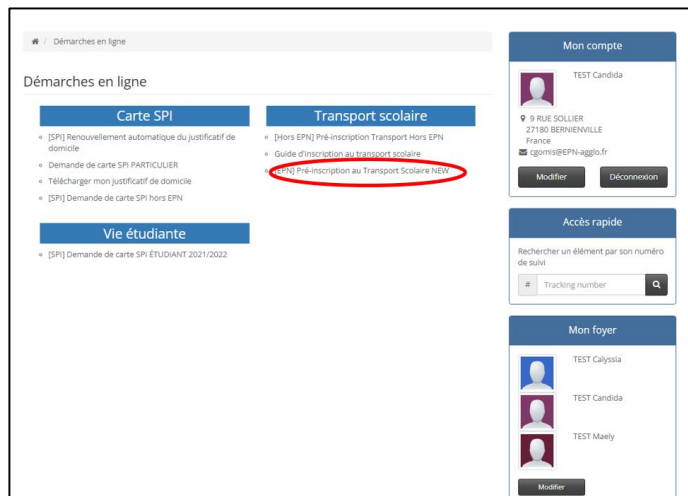 / Démarches en ligne
Démarches en ligne
Carte SPI
[SPI] Renouvellement automatique du justificatif de
domicile
Demande de carte SPI PARTICULIER
Télécharger mon justificatif de domicile
[SPI] Demande de carte SPI hors EPN
Transport scolaire
[Hors EPN] Pré-inscription Transport Hors EPN
Guide d'inscription au transport scolaire
[EPN] Pré-inscription au Transport Scolaire NEW
Vie étudiante
[SPI] Demande de carte SPI ÉTUDIANT 2021/2022
Mon compte
TEST Candida
9 RUE SOLLIER
27180 BERNIENVILLE
France
cgomis@EPN-agglo.fr
Modifier
Déconnexion
Accès rapide
Rechercher un élément par son numéro
de suivi
# Tracking number
Mon foyer
TEST Calyssia
TEST Candida
TEST Maely
Modifier